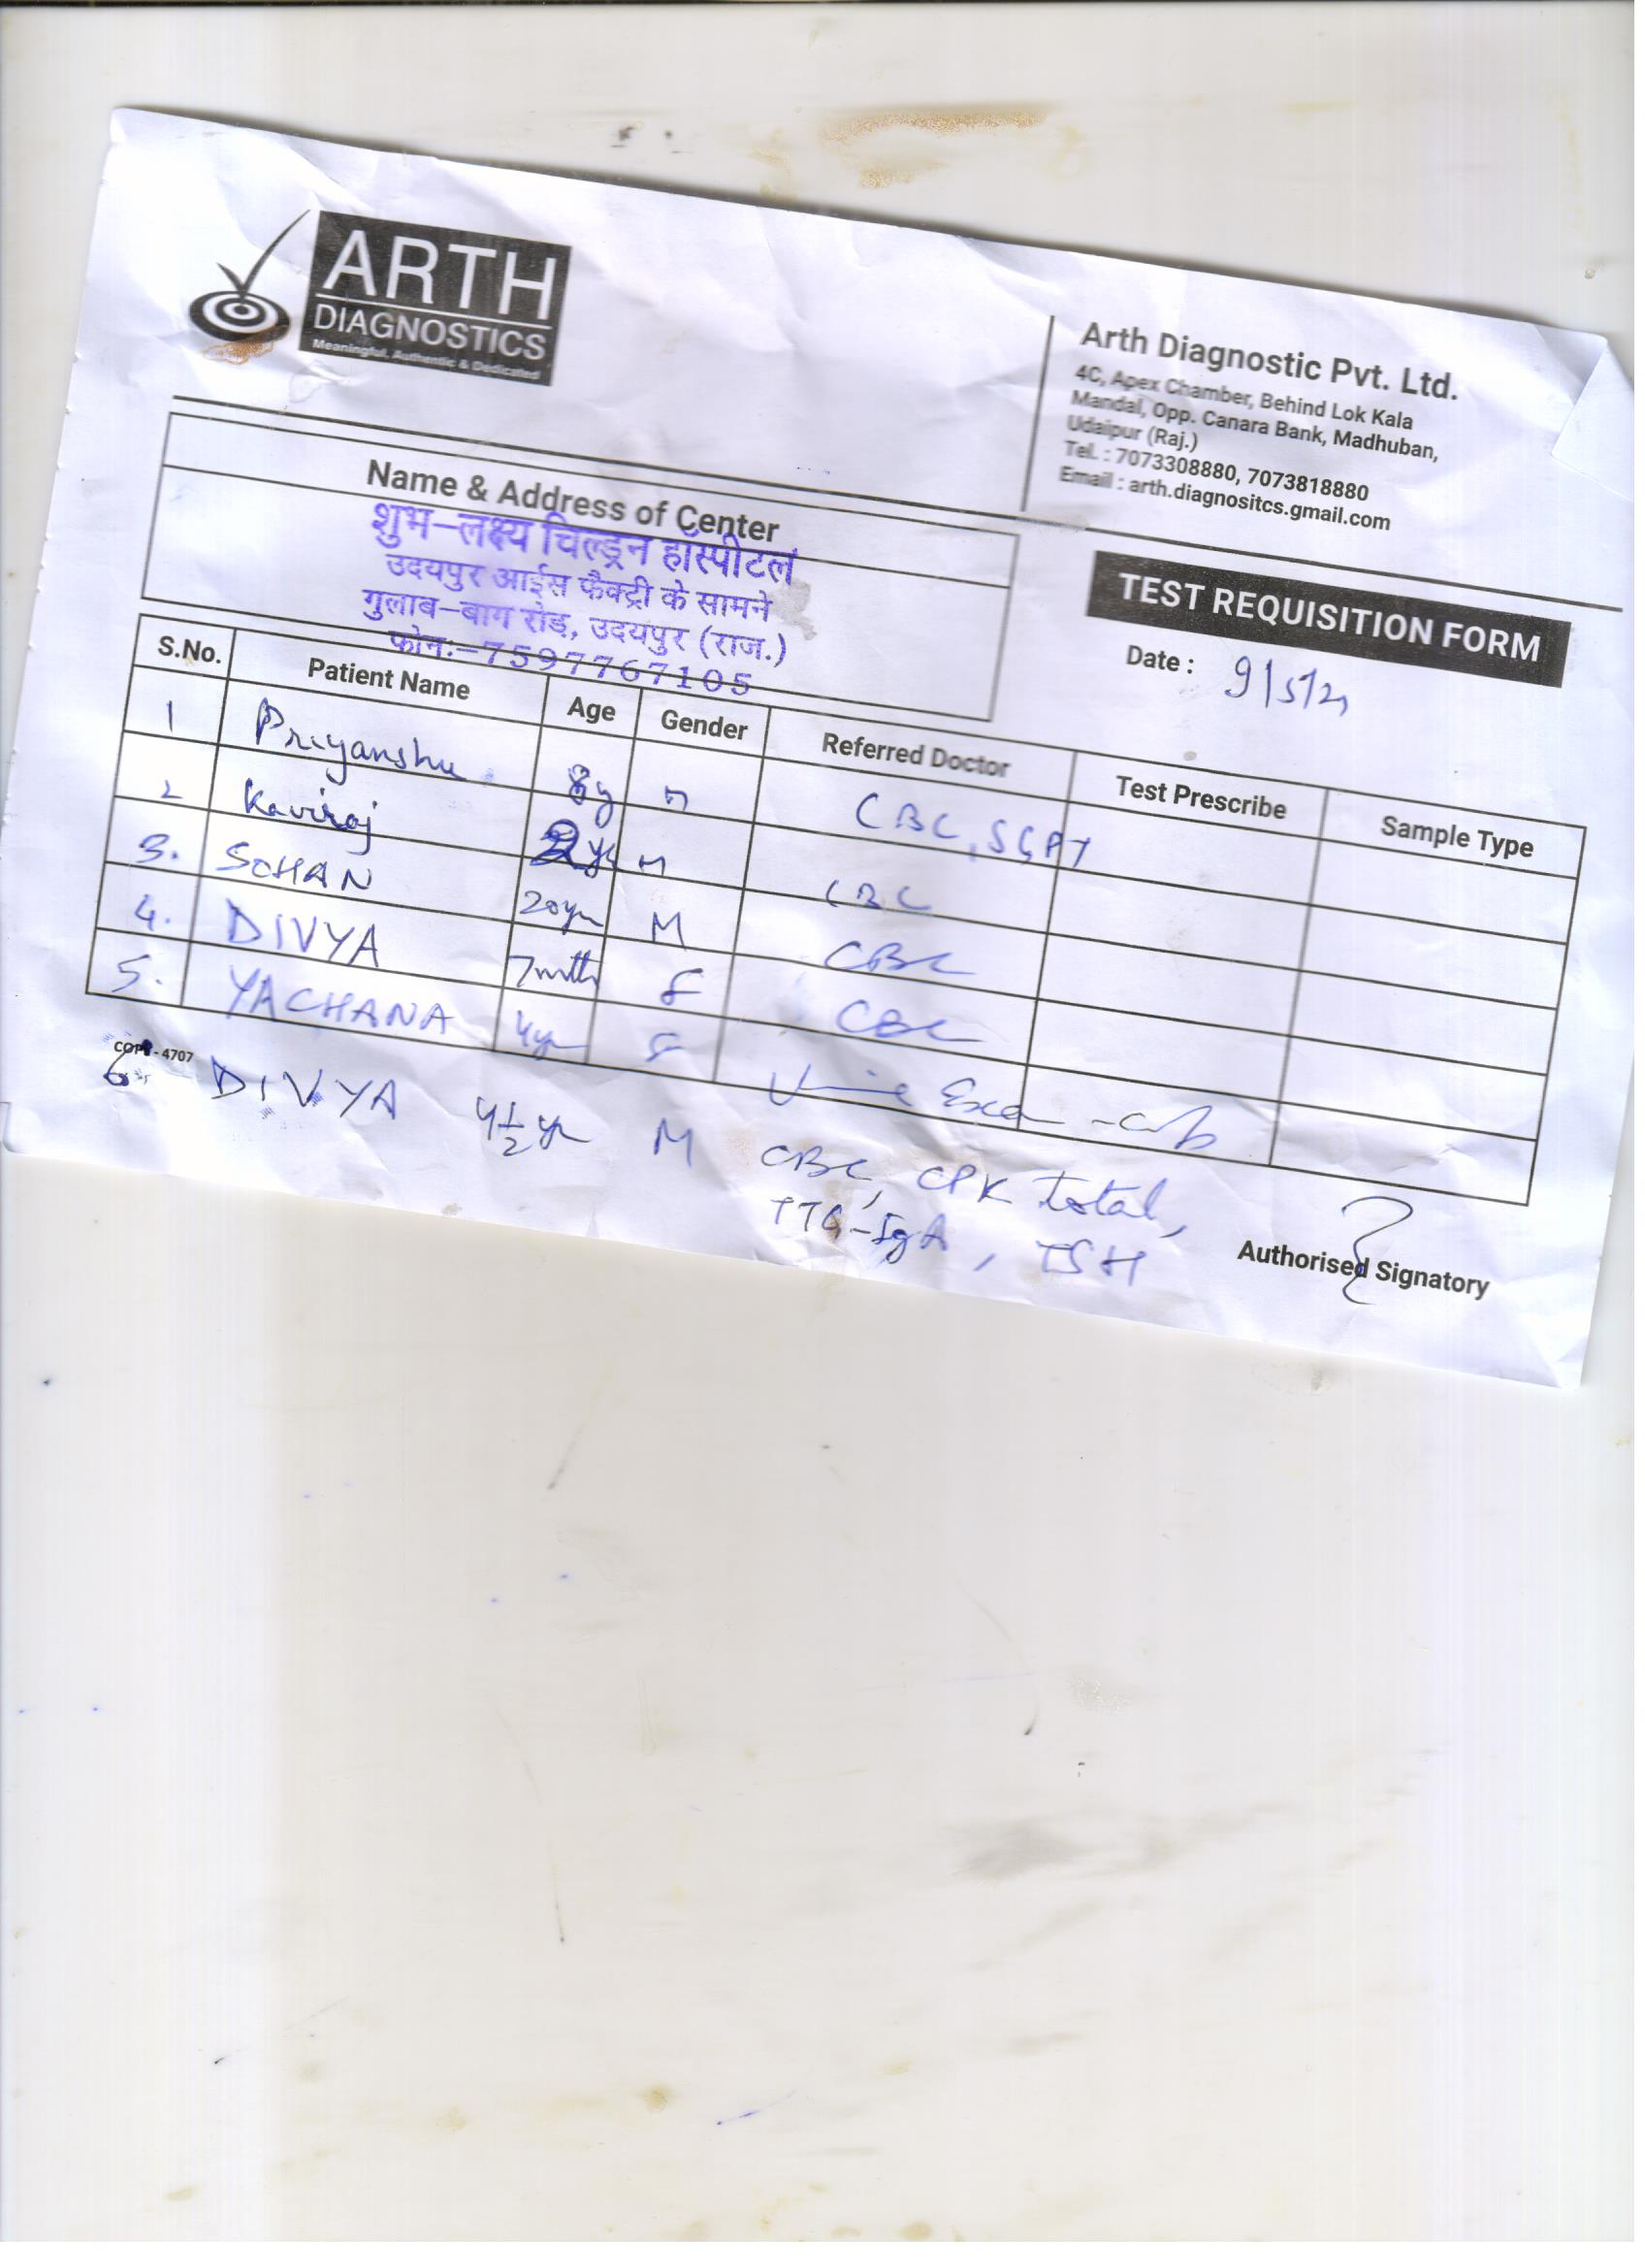 ARTH
DIAGNOSTICS
Meaningful, Authentic & Dedicated
Arth Diagnostic Pvt. Ltd.
4C, Apex Chamber, Behind Lok Kala
Mandal, Opp. Canara Bank, Madhuban,
Udaipur (Raj.)
Tel. : 7073308880, 7073818880
Email : arth.diagnositcs.gmail.com
Name & Address of Center
शुभ-लक्ष्य चिल्ड्रन हॉस्पीटल
उदयपुर आईस फैक्ट्री के सामने
गुलाब-बाग रोड, उदयपुर (राज.)
फोन:-7597767105
TEST REQUISITION FORM
Date : 9/5/21
S.No. Patient Name Age Gender Referred Doctor Test Prescribe Sample Type
1 Priyanshu 8y M CBC, SGPT
2 Kaviraj 2yr M CBC
3. SOHAN 20yr M CBC
4. DIVYA 7mth F CBC
5. YACHANA 4yr F Urine Exam - c/s
COPY - 4707
6. DIVYA 4½ yr M CBC, CPK total,
TTG-IgA, TSH
Authorised Signatory